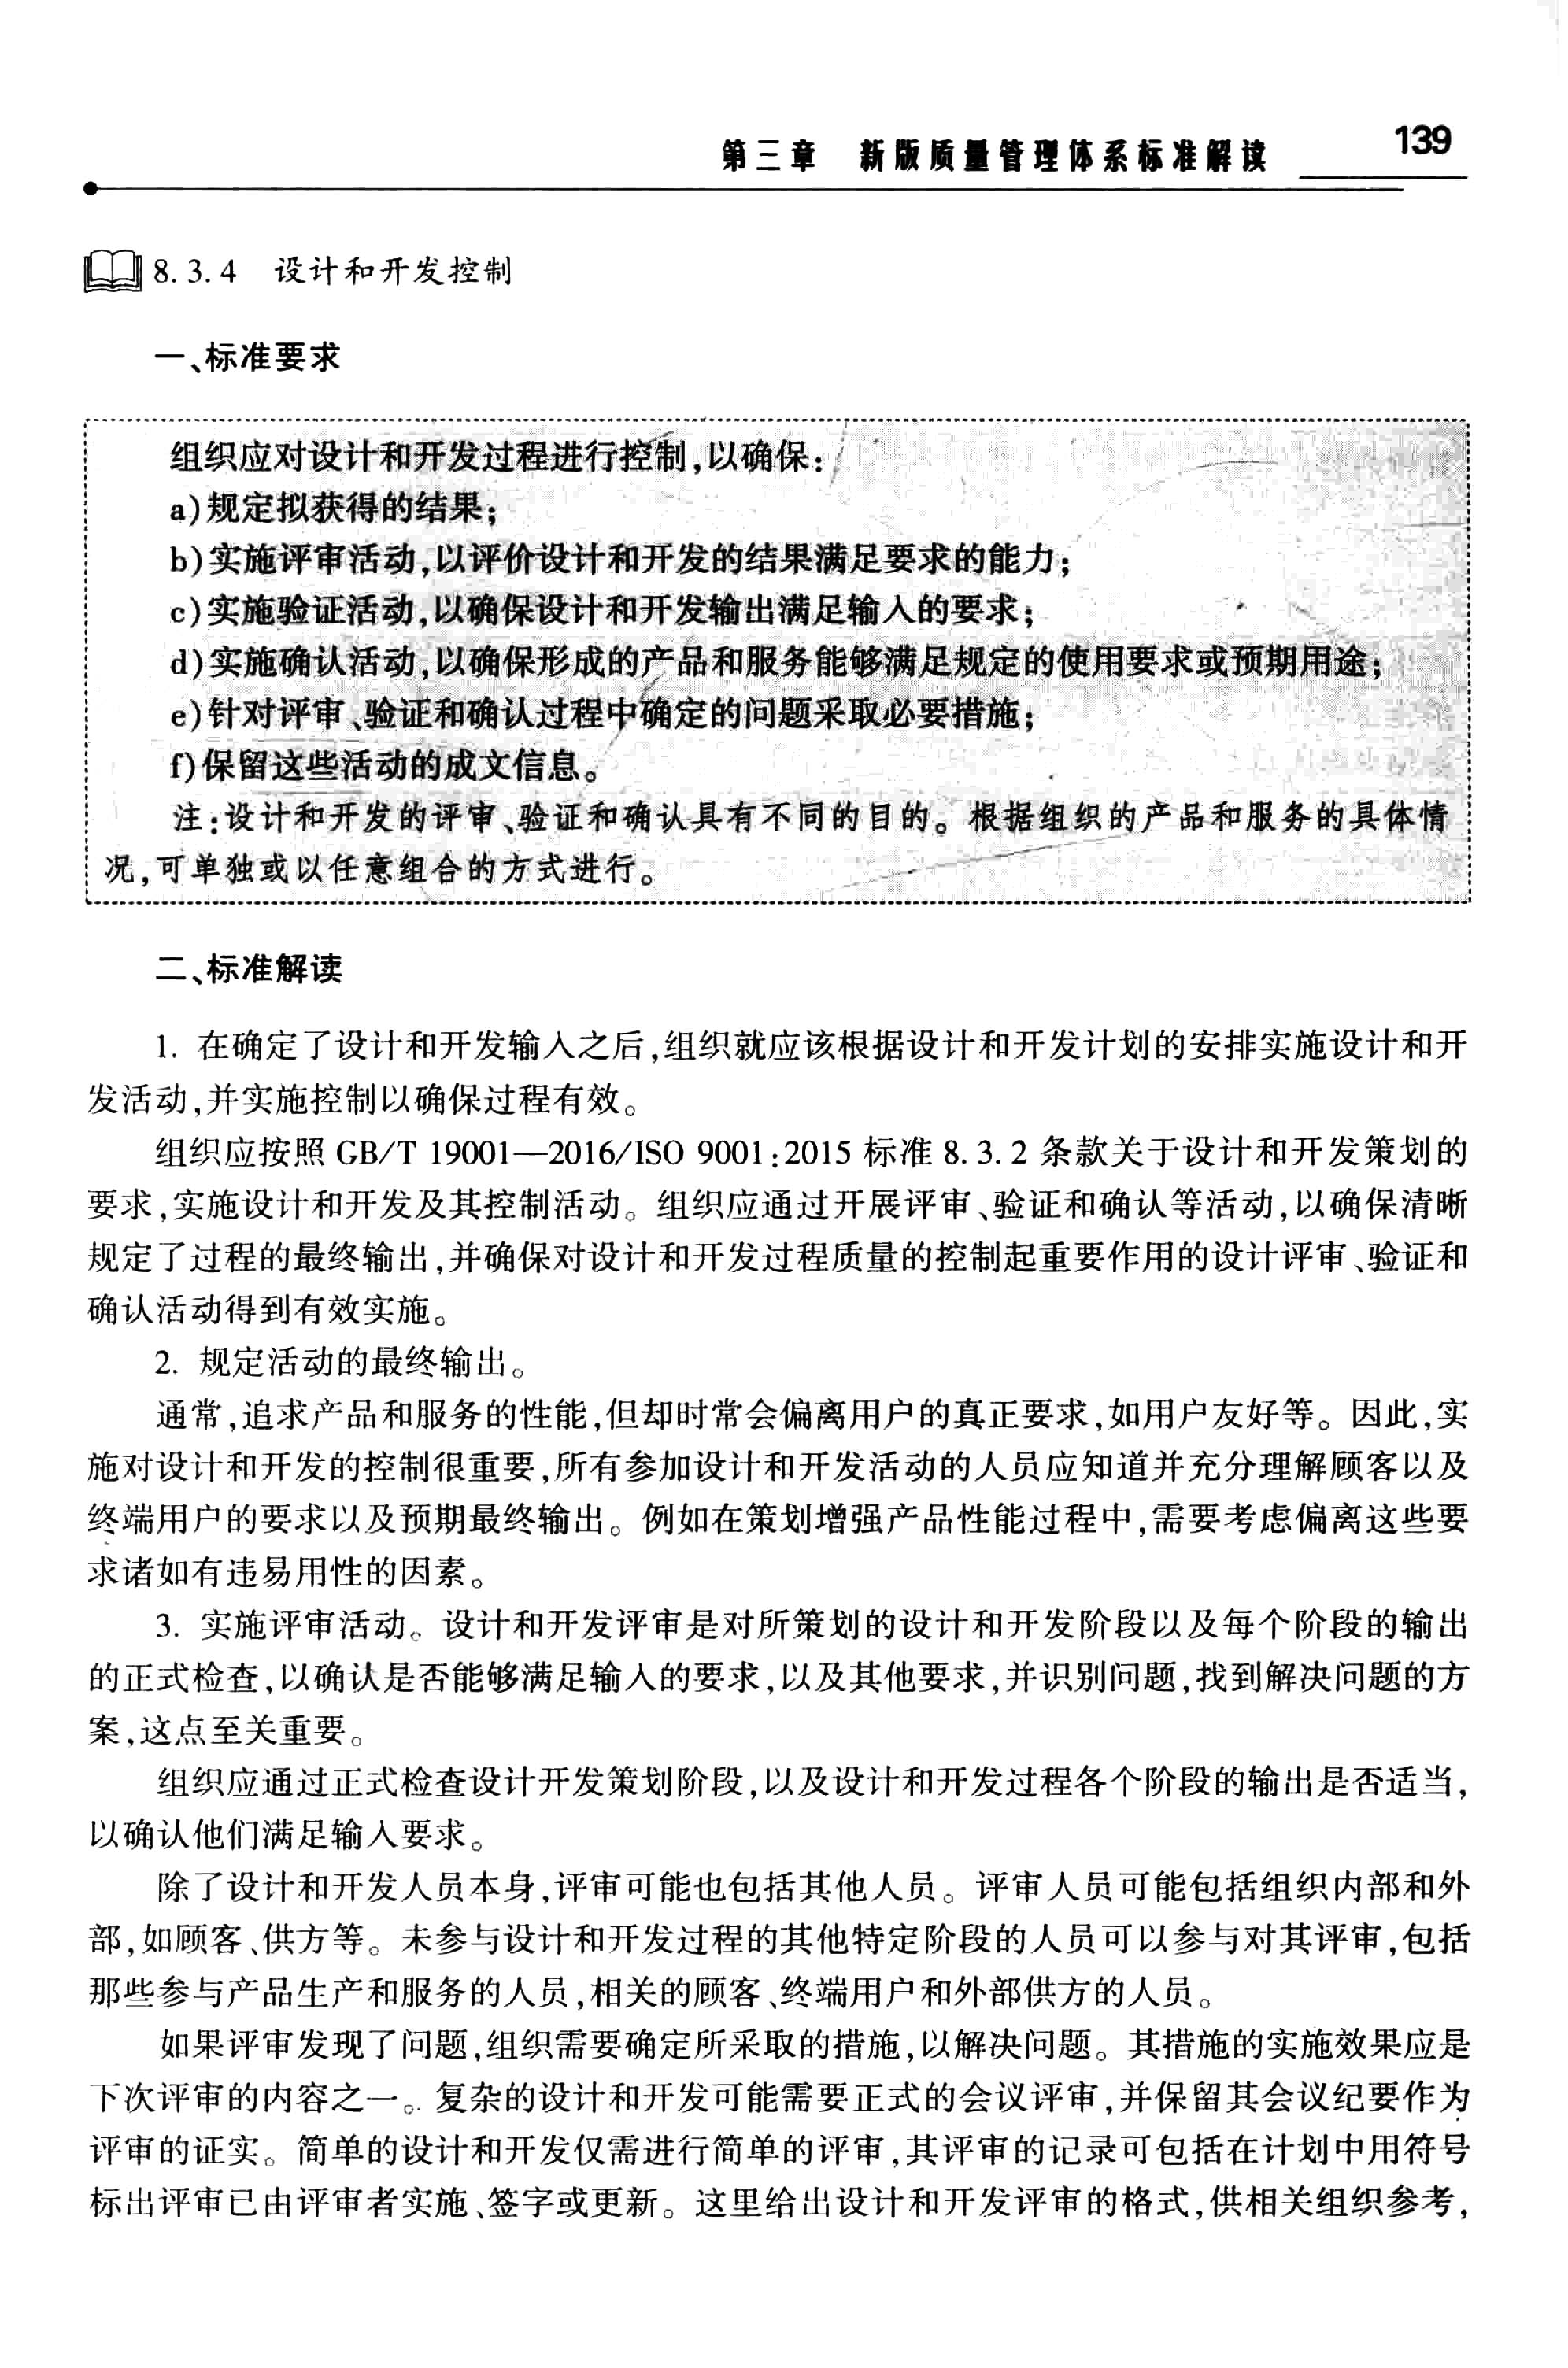 第三章 新版质量管理体系标准解读 139
8.3.4 设计和开发控制
一、标准要求
组织应对设计和开发过程进行控制,以确保:
a)规定拟获得的结果;
b)实施评审活动,以评价设计和开发的结果满足要求的能力;
c)实施验证活动,以确保设计和开发输出满足输入的要求;
d)实施确认活动,以确保形成的产品和服务能够满足规定的使用要求或预期用途;
e)针对评审、验证和确认过程中确定的问题采取必要措施;
f)保留这些活动的成文信息。
注:设计和开发的评审、验证和确认具有不同的目的。根据组织的产品和服务的具体情
况,可单独或以任意组合的方式进行。
二、标准解读
1. 在确定了设计和开发输入之后,组织就应该根据设计和开发计划的安排实施设计和开
发活动,并实施控制以确保过程有效。
组织应按照 GB/T 19001—2016/ISO 9001:2015 标准 8.3.2 条款关于设计和开发策划的
要求,实施设计和开发及其控制活动。组织应通过开展评审、验证和确认等活动,以确保清晰
规定了过程的最终输出,并确保对设计和开发过程质量的控制起重要作用的设计评审、验证和
确认活动得到有效实施。
2. 规定活动的最终输出。
通常,追求产品和服务的性能,但却时常会偏离用户的真正要求,如用户友好等。因此,实
施对设计和开发的控制很重要,所有参加设计和开发活动的人员应知道并充分理解顾客以及
终端用户的要求以及预期最终输出。例如在策划增强产品性能过程中,需要考虑偏离这些要
求诸如有违易用性的因素。
3. 实施评审活动。设计和开发评审是对所策划的设计和开发阶段以及每个阶段的输出
的正式检查,以确认是否能够满足输入的要求,以及其他要求,并识别问题,找到解决问题的方
案,这点至关重要。
组织应通过正式检查设计开发策划阶段,以及设计和开发过程各个阶段的输出是否适当,
以确认他们满足输入要求。
除了设计和开发人员本身,评审可能也包括其他人员。评审人员可能包括组织内部和外
部,如顾客、供方等。未参与设计和开发过程的其他特定阶段的人员可以参与对其评审,包括
那些参与产品生产和服务的人员,相关的顾客、终端用户和外部供方的人员。
如果评审发现了问题,组织需要确定所采取的措施,以解决问题。其措施的实施效果应是
下次评审的内容之一。复杂的设计和开发可能需要正式的会议评审,并保留其会议纪要作为
评审的证实。简单的设计和开发仅需进行简单的评审,其评审的记录可包括在计划中用符号
标出评审已由评审者实施、签字或更新。这里给出设计和开发评审的格式,供相关组织参考,